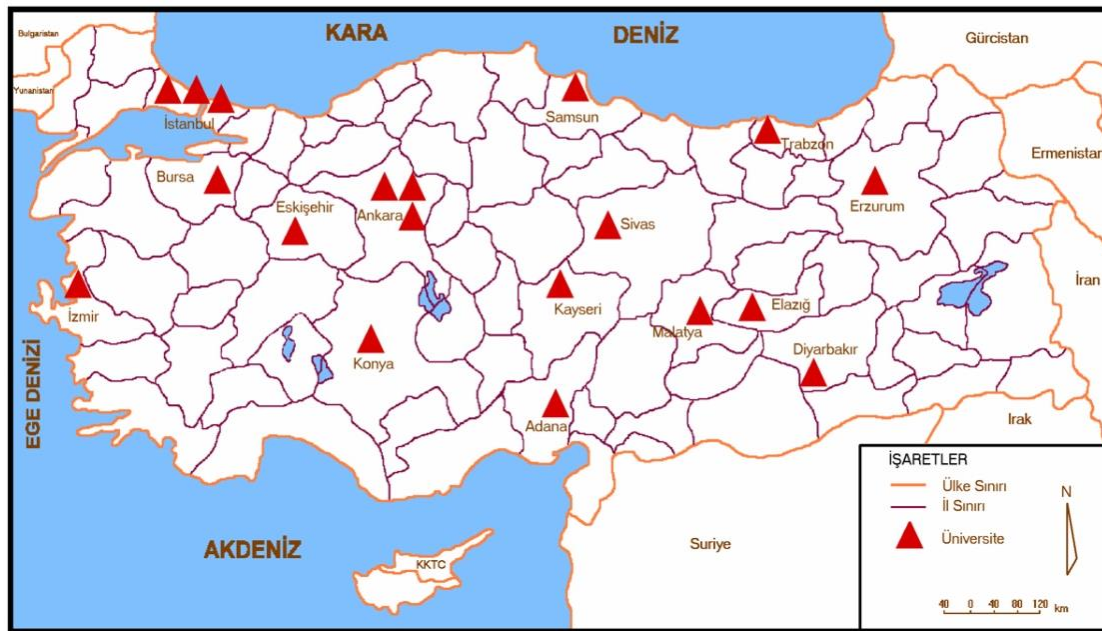 KARA
DENİZ
Bulgaristan
Gürcistan
Yunanistan
İstanbul
Samsun
Trabzon
Ermenistan
Bursa
Eskişehir
Ankara
Sivas
Erzurum
İran
İzmir
Kayseri
Malatya
Elazığ
Konya
Diyarbakır
EGE DENİZİ
Adana
Irak
İŞARETLER
Ülke Sınırı
İl Sınırı
N
AKDENİZ
Suriye
Üniversite
KKTC
40 0 40 80 120
km